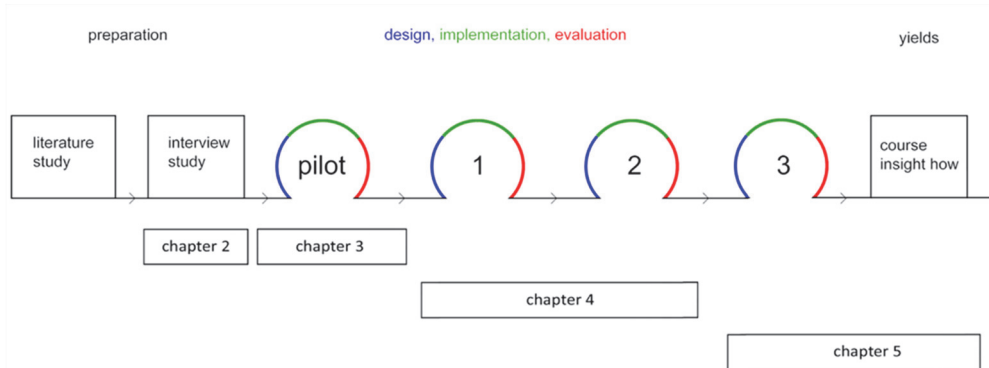 preparation
design, implementation, evaluation
yields
literature
study
interview
study
pilot
1
2
3
course
insight how
chapter 2
chapter 3
chapter 4
chapter 5